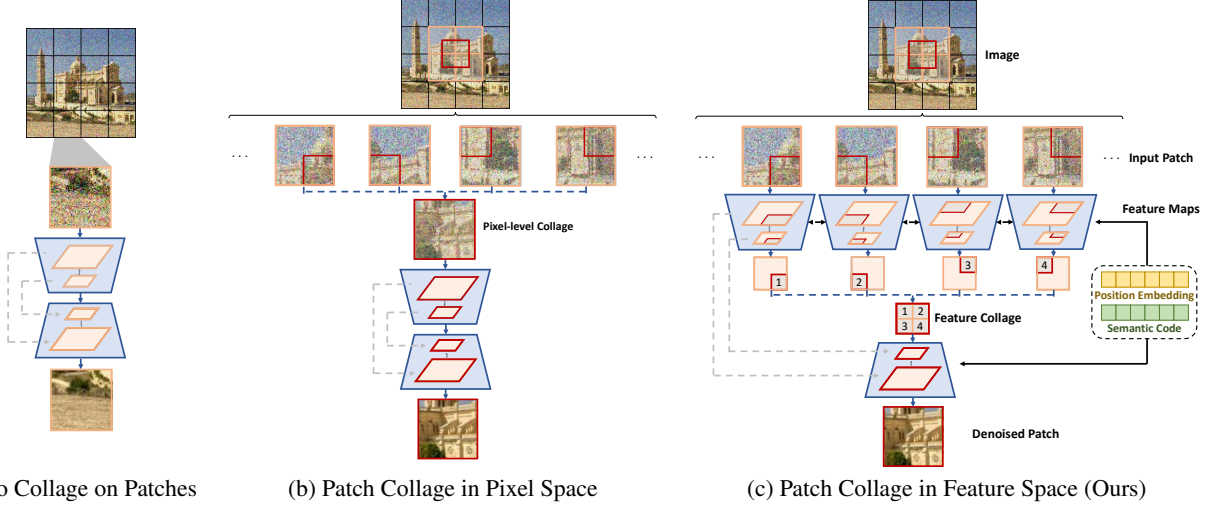 Image
...
...
...
...
Input Patch
Pixel-level Collage
Feature Maps
1
2
3
4
Position Embedding
Semantic Code
1 2
3 4
Feature Collage
Denoised Patch
Collage on Patches
(b) Patch Collage in Pixel Space
(c) Patch Collage in Feature Space (Ours)